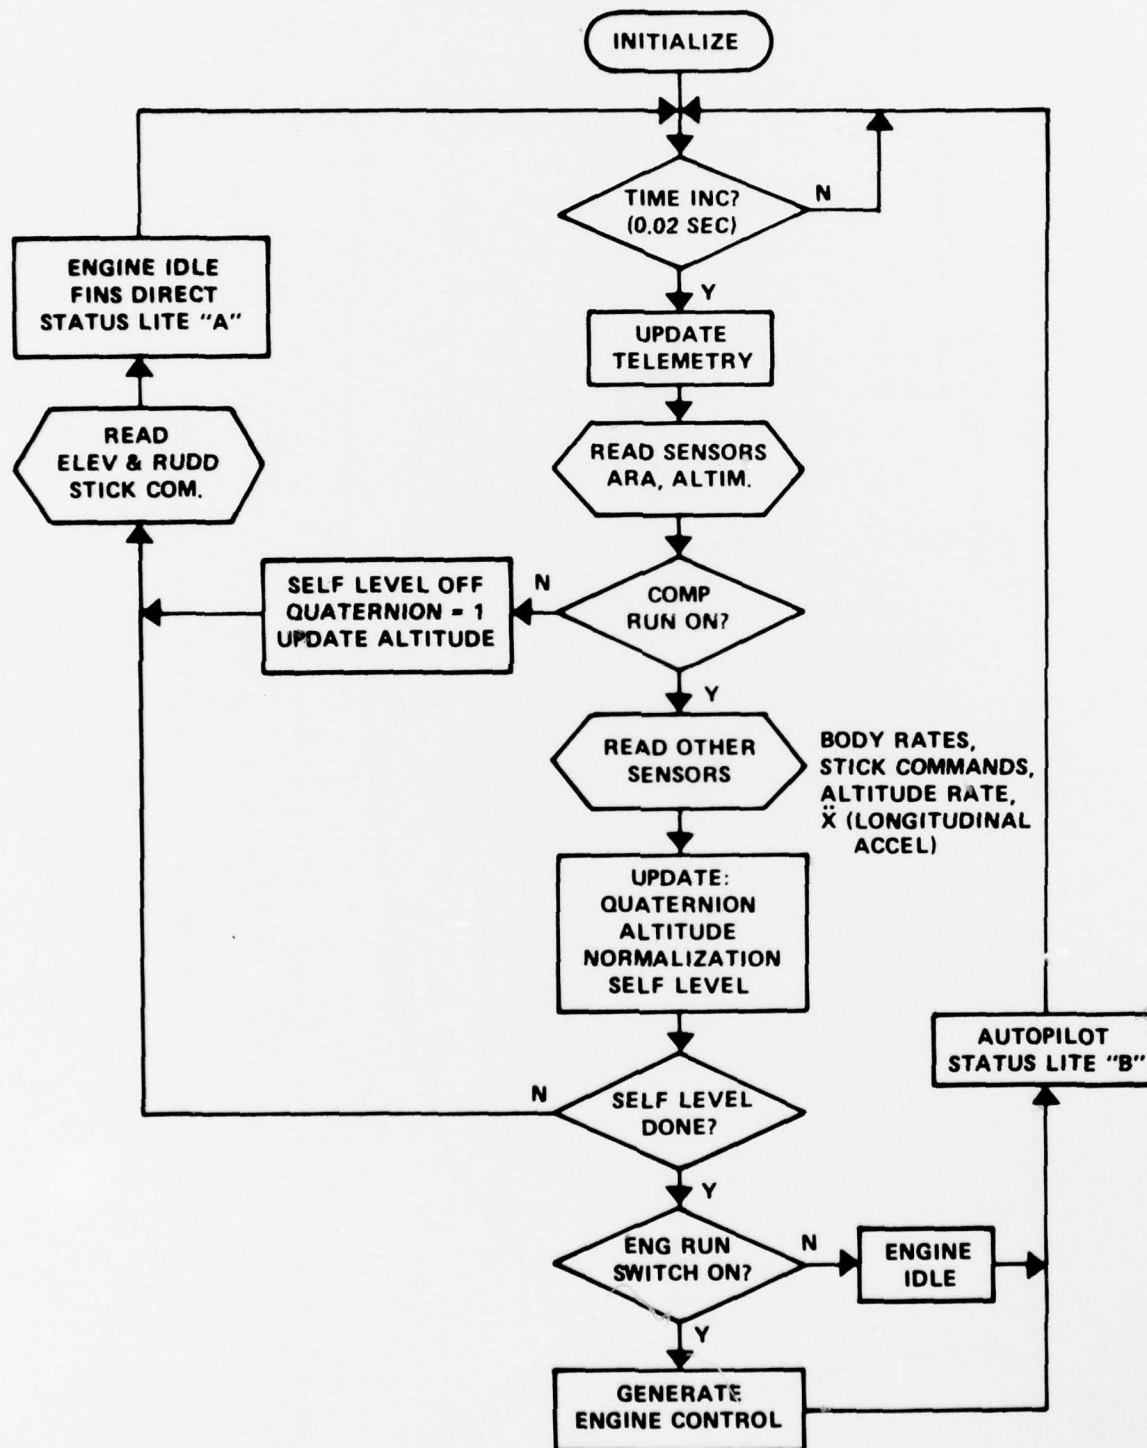 INITIALIZE
TIME INC?
(0.02 SEC)
N
Y
UPDATE
TELEMETRY
READ SENSORS
ARA, ALTIM.
COMP
RUN ON?
N
SELF LEVEL OFF
QUATERNION = 1
UPDATE ALTITUDE
READ
ELEV & RUDD
STICK COM.
ENGINE IDLE
FINS DIRECT
STATUS LITE "A"
Y
READ OTHER
SENSORS
BODY RATES,
STICK COMMANDS,
ALTITUDE RATE,
Ẍ (LONGITUDINAL
ACCEL)
UPDATE:
QUATERNION
ALTITUDE
NORMALIZATION
SELF LEVEL
SELF LEVEL
DONE?
N
Y
ENG RUN
SWITCH ON?
N
ENGINE
IDLE
Y
GENERATE
ENGINE CONTROL
AUTOPILOT
STATUS LITE "B"